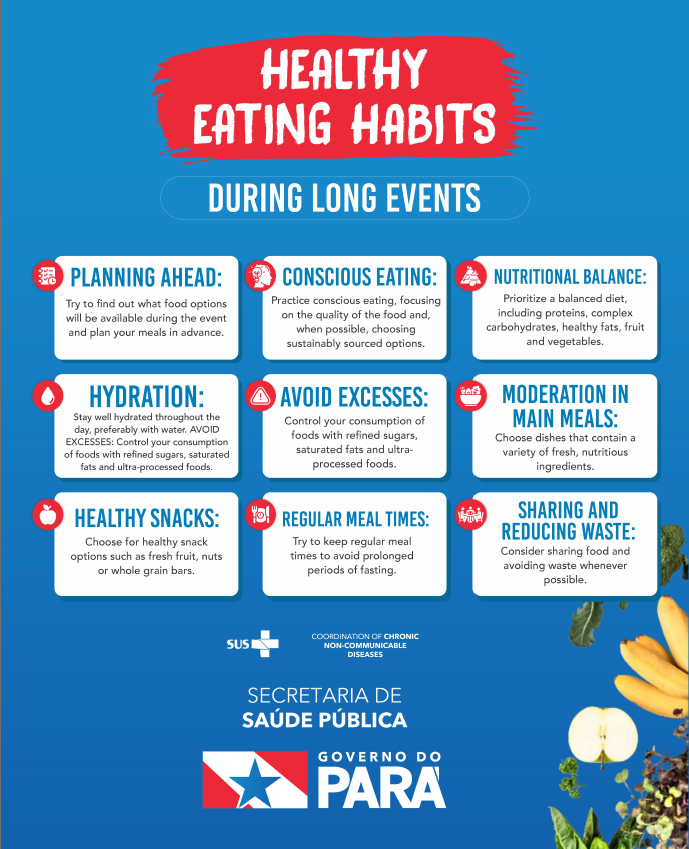 HEALTHY
EATING HABITS
DURING LONG EVENTS
PLANNING AHEAD:
Try to find out what food options
will be available during the event
and plan your meals in advance.
CONSCIOUS EATING:
Practice conscious eating, focusing
on the quality of the food and,
when possible, choosing
sustainably sourced options.
NUTRITIONAL BALANCE:
Prioritize a balanced diet,
including proteins, complex
carbohydrates, healthy fats, fruit
and vegetables.
HYDRATION:
Stay well hydrated throughout the
day, preferably with water. AVOID
EXCESSES: Control your consumption
of foods with refined sugars, saturated
fats and ultra-processed foods.
AVOID EXCESSES:
Control your consumption of
foods with refined sugars,
saturated fats and ultra-
processed foods.
MODERATION IN
MAIN MEALS:
Choose dishes that contain a
variety of fresh, nutritious
ingredients.
HEALTHY SNACKS:
Choose for healthy snack
options such as fresh fruit, nuts
or whole grain bars.
REGULAR MEAL TIMES:
Try to keep regular meal
times to avoid prolonged
periods of fasting.
SHARING AND
REDUCING WASTE:
Consider sharing food and
avoiding waste whenever
possible.
SUS
COORDINATION OF CHRONIC
NON-COMMUNICABLE
DISEASES
SECRETARIA DE
SAÚDE PÚBLICA
GOVERNO DO
PARÁ